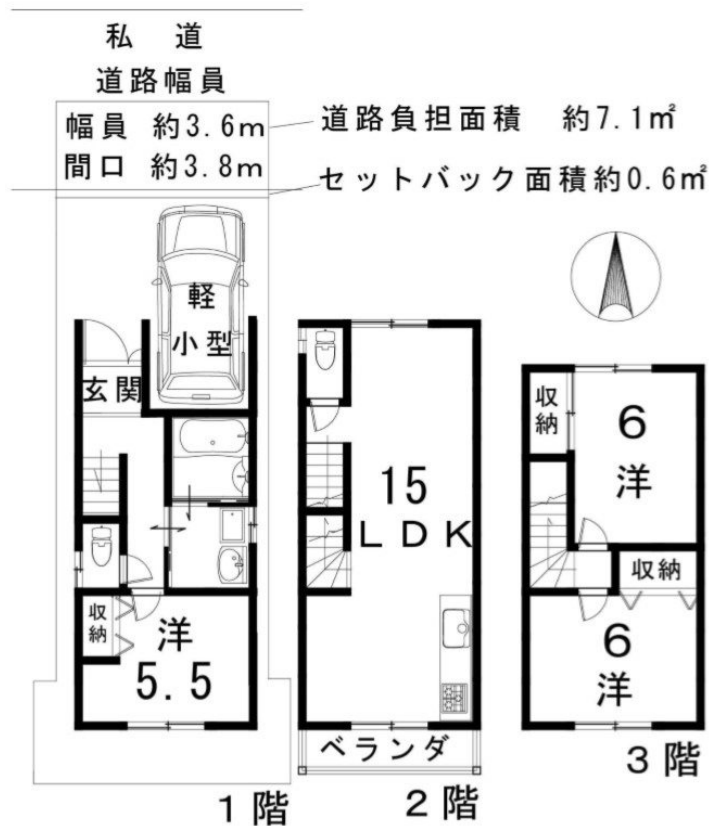 私道
道路幅員
幅員 約3.6m
間口 約3.8m
道路負担面積 約7.1㎡
セットバック面積約0.6㎡
軽
小型
玄関
収納
洋
5.5
1階
15
LDK
ベランダ
2階
収納
6
洋
収納
6
洋
3階